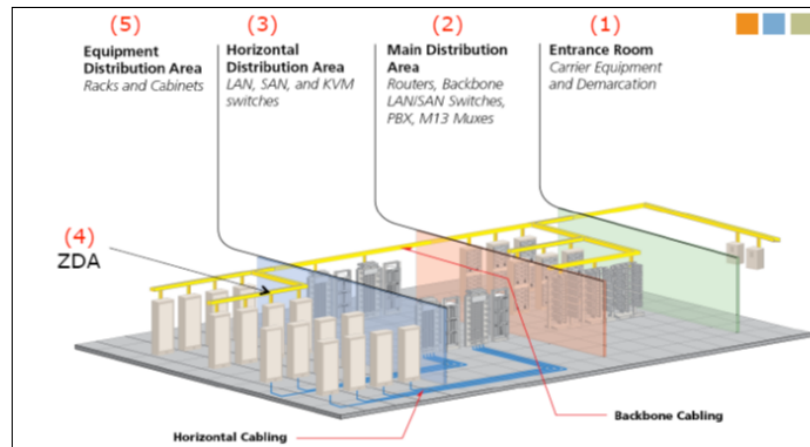 (5)
Equipment
Distribution Area
Racks and Cabinets
(3)
Horizontal
Distribution Area
LAN, SAN, and KVM
switches
(2)
Main Distribution
Area
Routers, Backbone
LAN/SAN Switches,
PBX, M13 Muxes
(1)
Entrance Room
Carrier Equipment
and Demarcation
(4)
ZDA
Backbone Cabling
Horizontal Cabling